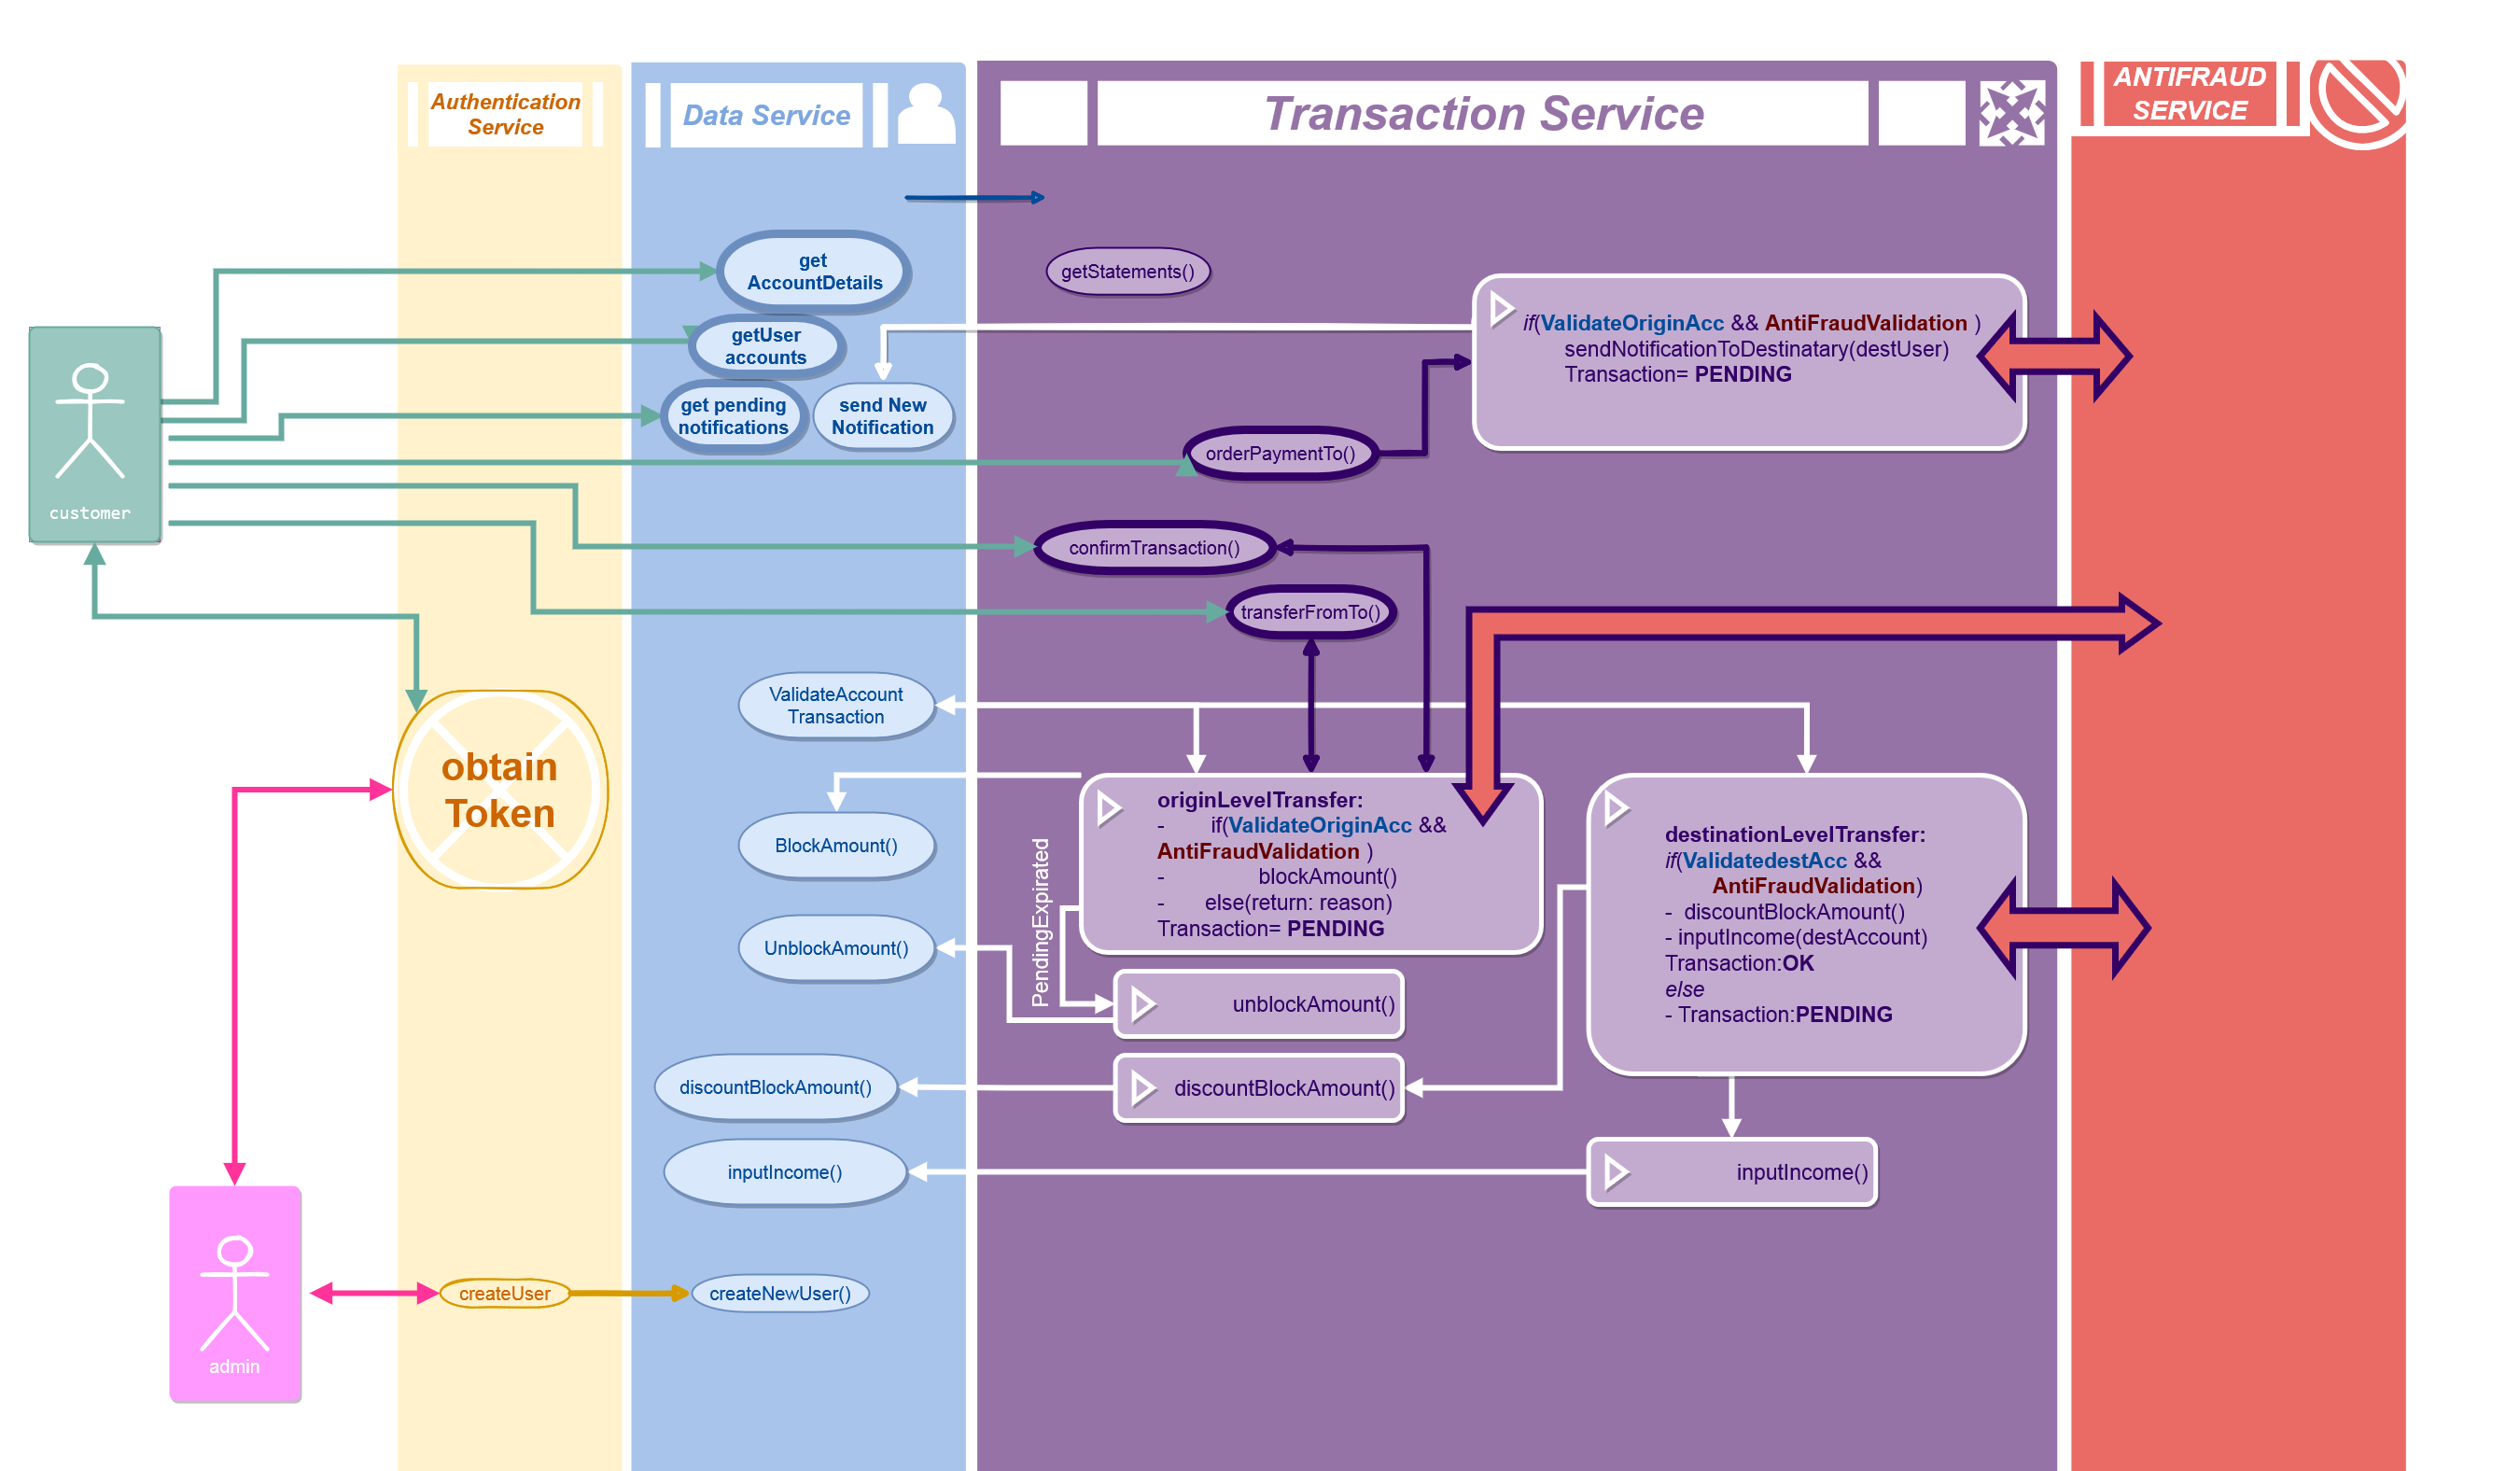 Authentication
Service
Data Service
Transaction Service
ANTIFRAUD
SERVICE
get
AccountDetails
getStatements()
getUser
accounts
if(ValidateOriginAcc && AntiFraudValidation )
sendNotificationToDestinatary(destUser)
Transaction= PENDING
get pending
notifications
send New
Notification
orderPaymentTo()
customer
confirmTransaction()
transferFromTo()
ValidateAccount
Transaction
obtain
Token
BlockAmount()
originLevelTransfer:
- if(ValidateOriginAcc &&
AntiFraudValidation )
- blockAmount()
- else(return: reason)
Transaction= PENDING
destinationLevelTransfer:
if(ValidatedestAcc &&
AntiFraudValidation)
- discountBlockAmount()
- inputIncome(destAccount)
Transaction:OK
else
- Transaction:PENDING
PendingExpirated
UnblockAmount()
unblockAmount()
discountBlockAmount()
discountBlockAmount()
inputIncome()
inputIncome()
createUser
createNewUser()
admin